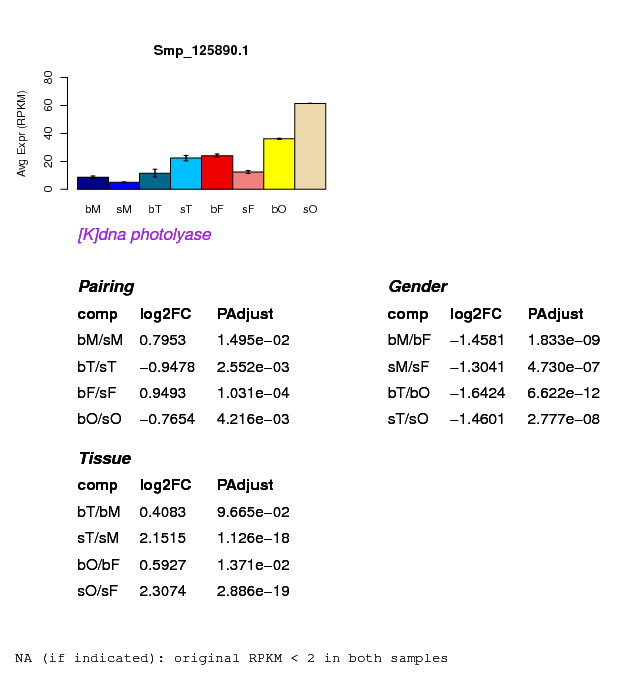 Smp_125890.1
Avg Expr (RPKM)
80
60
40
20
0
bM sM bT sT bF sF bO sO
[K]dna photolyase
Pairing
comp log2FC PAdjust
bM/sM 0.7953 1.495e−02
bT/sT −0.9478 2.552e−03
bF/sF 0.9493 1.031e−04
bO/sO −0.7654 4.216e−03
Gender
comp log2FC PAdjust
bM/bF −1.4581 1.833e−09
sM/sF −1.3041 4.730e−07
bT/bO −1.6424 6.622e−12
sT/sO −1.4601 2.777e−08
Tissue
comp log2FC PAdjust
bT/bM 0.4083 9.665e−02
sT/sM 2.1515 1.126e−18
bO/bF 0.5927 1.371e−02
sO/sF 2.3074 2.886e−19
NA (if indicated): original RPKM < 2 in both samples